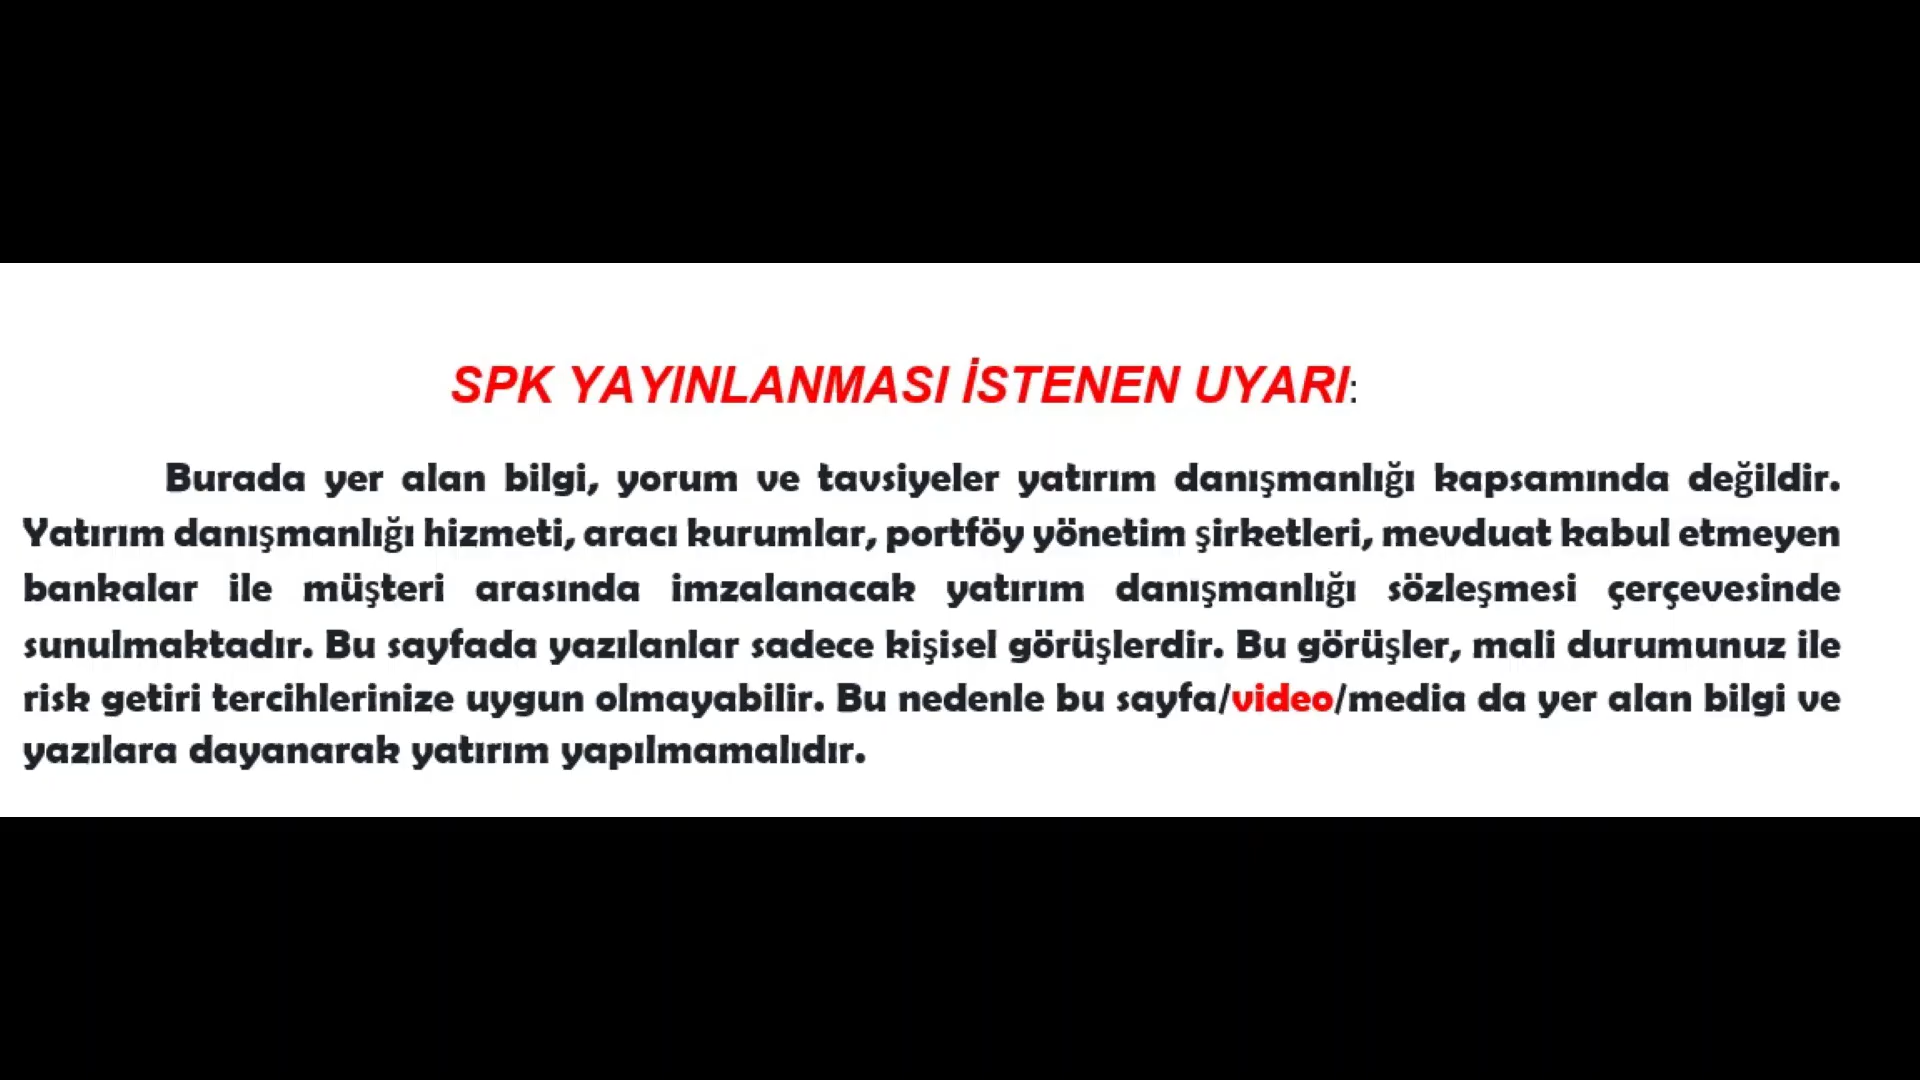 SPK YAYINLANMASI İSTENEN UYARI:
Burada yer alan bilgi, yorum ve tavsiyeler yatırım danışmanlığı kapsamında değildir.
Yatırım danışmanlığı hizmeti, aracı kurumlar, portföy yönetim şirketleri, mevduat kabul etmeyen
bankalar ile müşteri arasında imzalanacak yatırım danışmanlığı sözleşmesi çerçevesinde
sunulmaktadır. Bu sayfada yazılanlar sadece kişisel görüşlerdir. Bu görüşler, mali durumunuz ile
risk getiri tercihlerinize uygun olmayabilir. Bu nedenle bu sayfa/video/media da yer alan bilgi ve
yazılara dayanarak yatırım yapılmamalıdır.